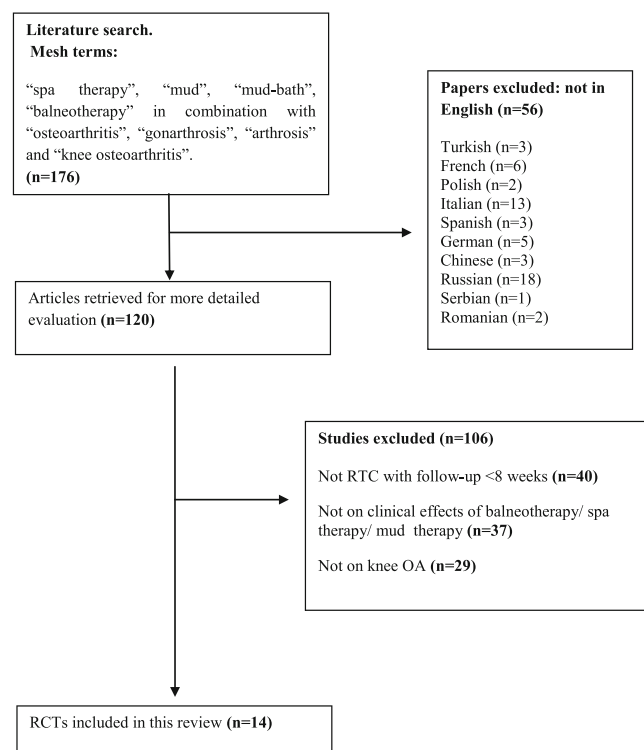 Literature search.
Mesh terms:
“spa therapy”, “mud”, “mud-bath”,
“balneotherapy” in combination with
“osteoarthritis”, “gonarthrosis”, “arthrosis”
and “knee osteoarthritis”.
(n=176)
Papers excluded: not in
English (n=56)
Turkish (n=3)
French (n=6)
Polish (n=2)
Italian (n=13)
Spanish (n=3)
German (n=5)
Chinese (n=3)
Russian (n=18)
Serbian (n=1)
Romanian (n=2)
Articles retrieved for more detailed
evaluation (n=120)
Studies excluded (n=106)
Not RTC with follow-up <8 weeks (n=40)
Not on clinical effects of balneotherapy/ spa
therapy/ mud therapy (n=37)
Not on knee OA (n=29)
RCTs included in this review (n=14)